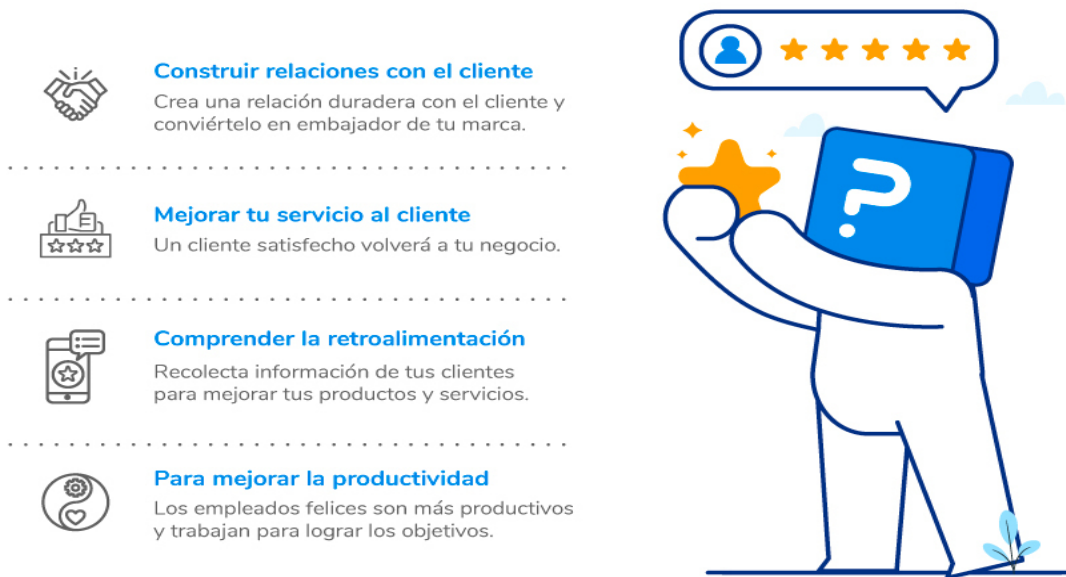 Construir relaciones con el cliente
Crea una relación duradera con el cliente y
conviértelo en embajador de tu marca.
Mejorar tu servicio al cliente
Un cliente satisfecho volverá a tu negocio.
Comprender la retroalimentación
Recolecta información de tus clientes
para mejorar tus productos y servicios.
Para mejorar la productividad
Los empleados felices son más productivos
y trabajan para lograr los objetivos.
?